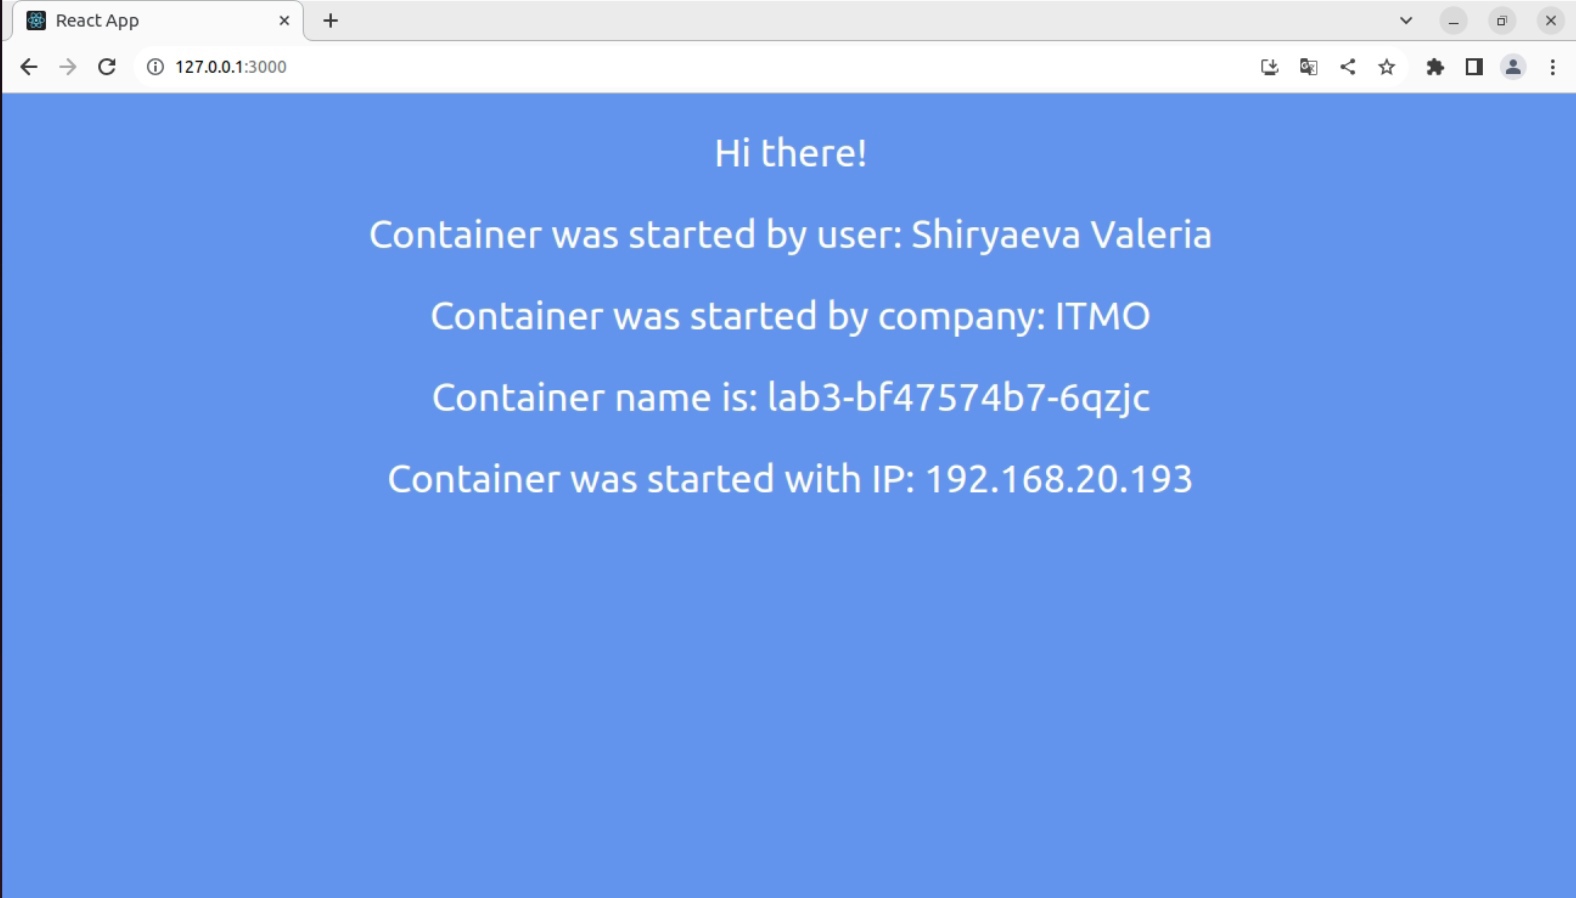 React App
127.0.0.1:3000
Hi there!
Container was started by user: Shiryaeva Valeria
Container was started by company: ITMO
Container name is: lab3-bf47574b7-6qzjc
Container was started with IP: 192.168.20.193